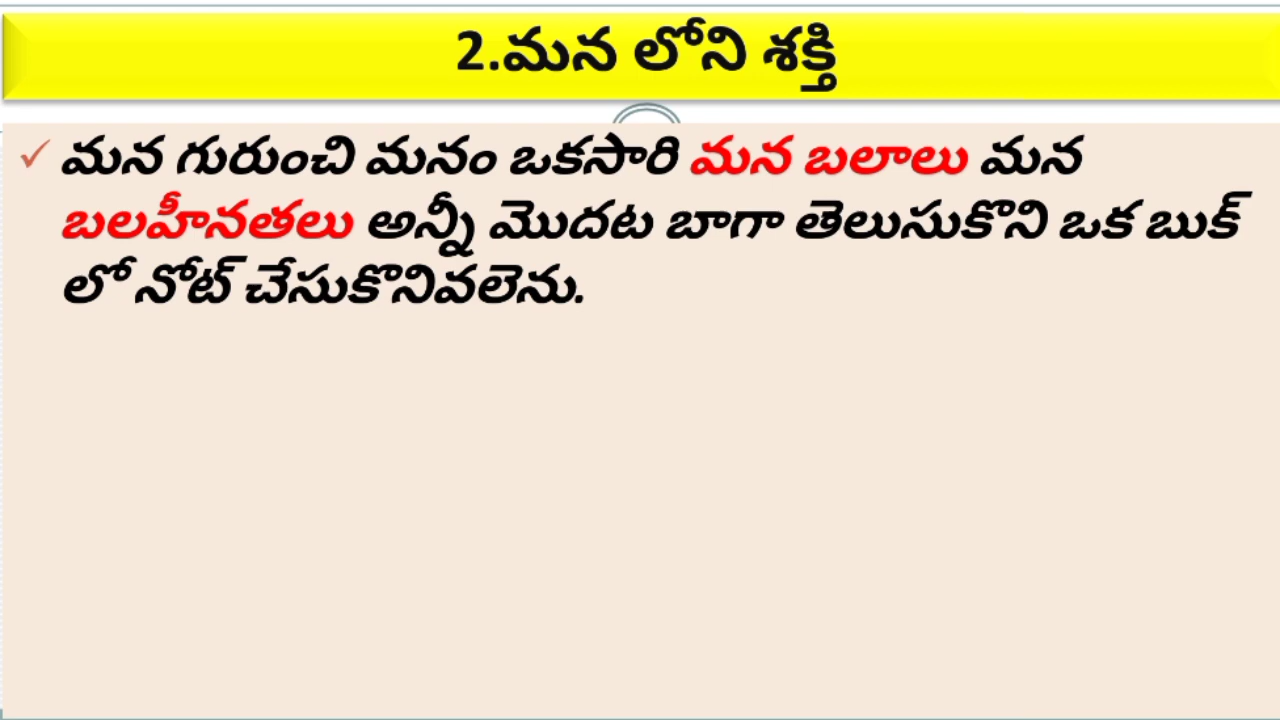 2.మన లోని శక్తి
మన గురుంచి మనం ఒకసారి మన బలాలు మన
బలహీనతలు అన్నీ మొదట బాగా తెలుసుకొని ఒక బుక్
లో నోట్ చేసుకొనివలెను.